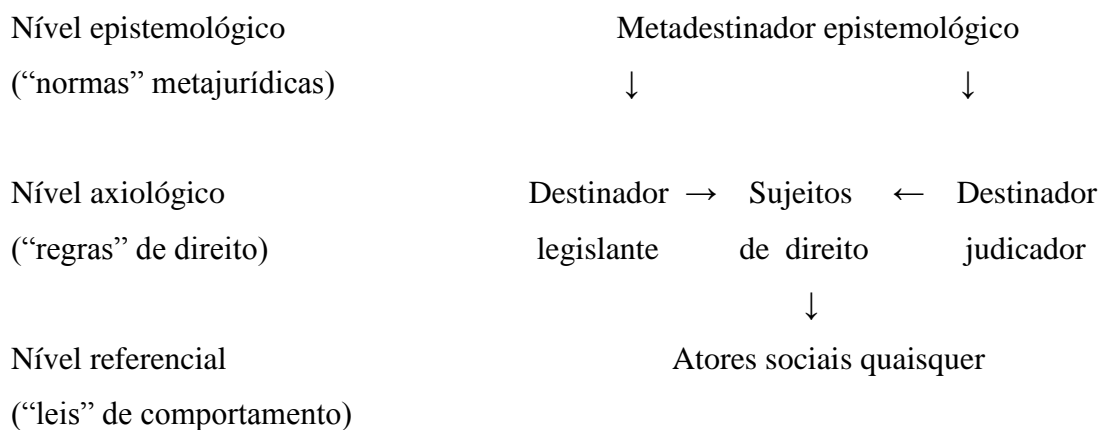 Nível epistemológico Metadestinador epistemológico
(“normas” metajurídicas) ↓ ↓
Nível axiológico Destinador → Sujeitos ← Destinador
(“regras” de direito) legislante de direito judicador
↓
Nível referencial Atores sociais quaisquer
(“leis” de comportamento)